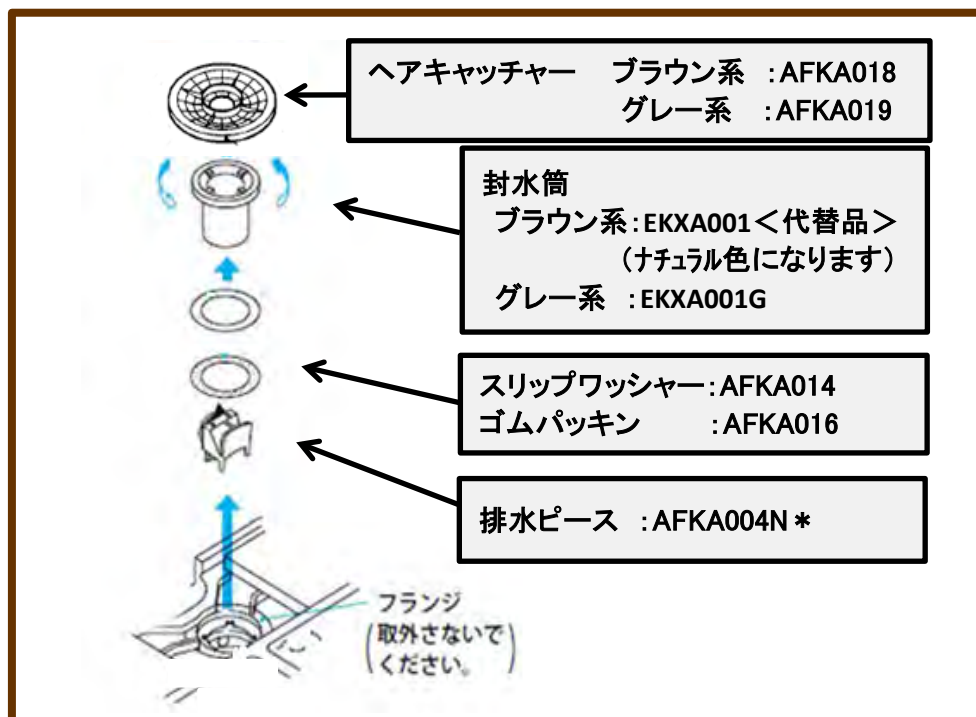 ヘアキャッチャー ブラウン系 :AFKA018
グレー系 :AFKA019
封水筒
ブラウン系:EKXA001<代替品>
(ナチュラル色になります)
グレー系 :EKXA001G
スリップワッシャー:AFKA014
ゴムパッキン :AFKA016
排水ピース :AFKA004N*
フランジ
(取外さないで
ください。)